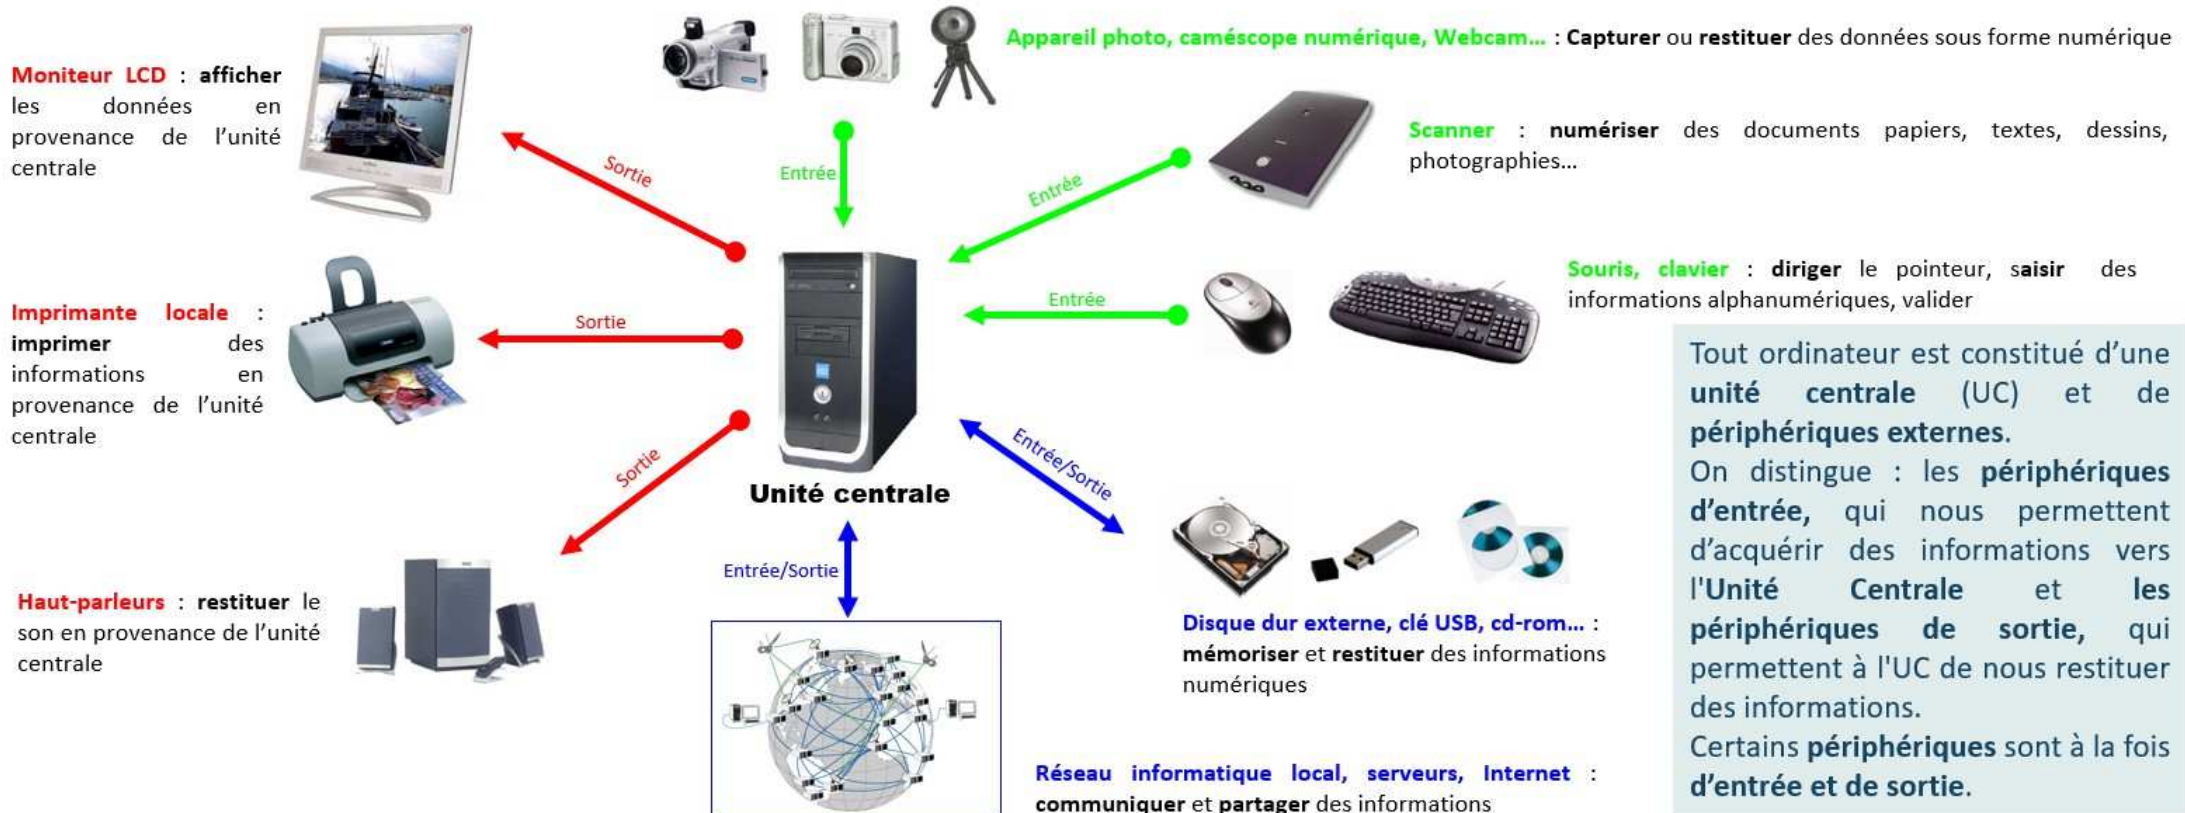 Appareil photo, caméscope numérique, Webcam... : Capturer ou restituer des données sous forme numérique
Moniteur LCD : afficher
les données en
provenance de l'unité
centrale
Scanner : numériser des documents papiers, textes, dessins,
photographies...
Sortie
Entrée
Entrée
Souris, clavier : diriger le pointeur, saisir des
informations alphanumériques, valider
Entrée
Imprimante locale :
imprimer des
informations en
provenance de l'unité
centrale
Sortie
Sortie
Unité centrale
Entrée/Sortie
Entrée/Sortie
Haut-parleurs : restituer le
son en provenance de l'unité
centrale
Disque dur externe, clé USB, cd-rom... :
mémoriser et restituer des informations
numériques
Réseau informatique local, serveurs, Internet :
communiquer et partager des informations
Tout ordinateur est constitué d'une
unité centrale (UC) et de
périphériques externes.
On distingue : les périphériques
d'entrée, qui nous permettent
d'acquérir des informations vers
l'Unité Centrale et les
périphériques de sortie, qui
permettent à l'UC de nous restituer
des informations.
Certains périphériques sont à la fois
d'entrée et de sortie.